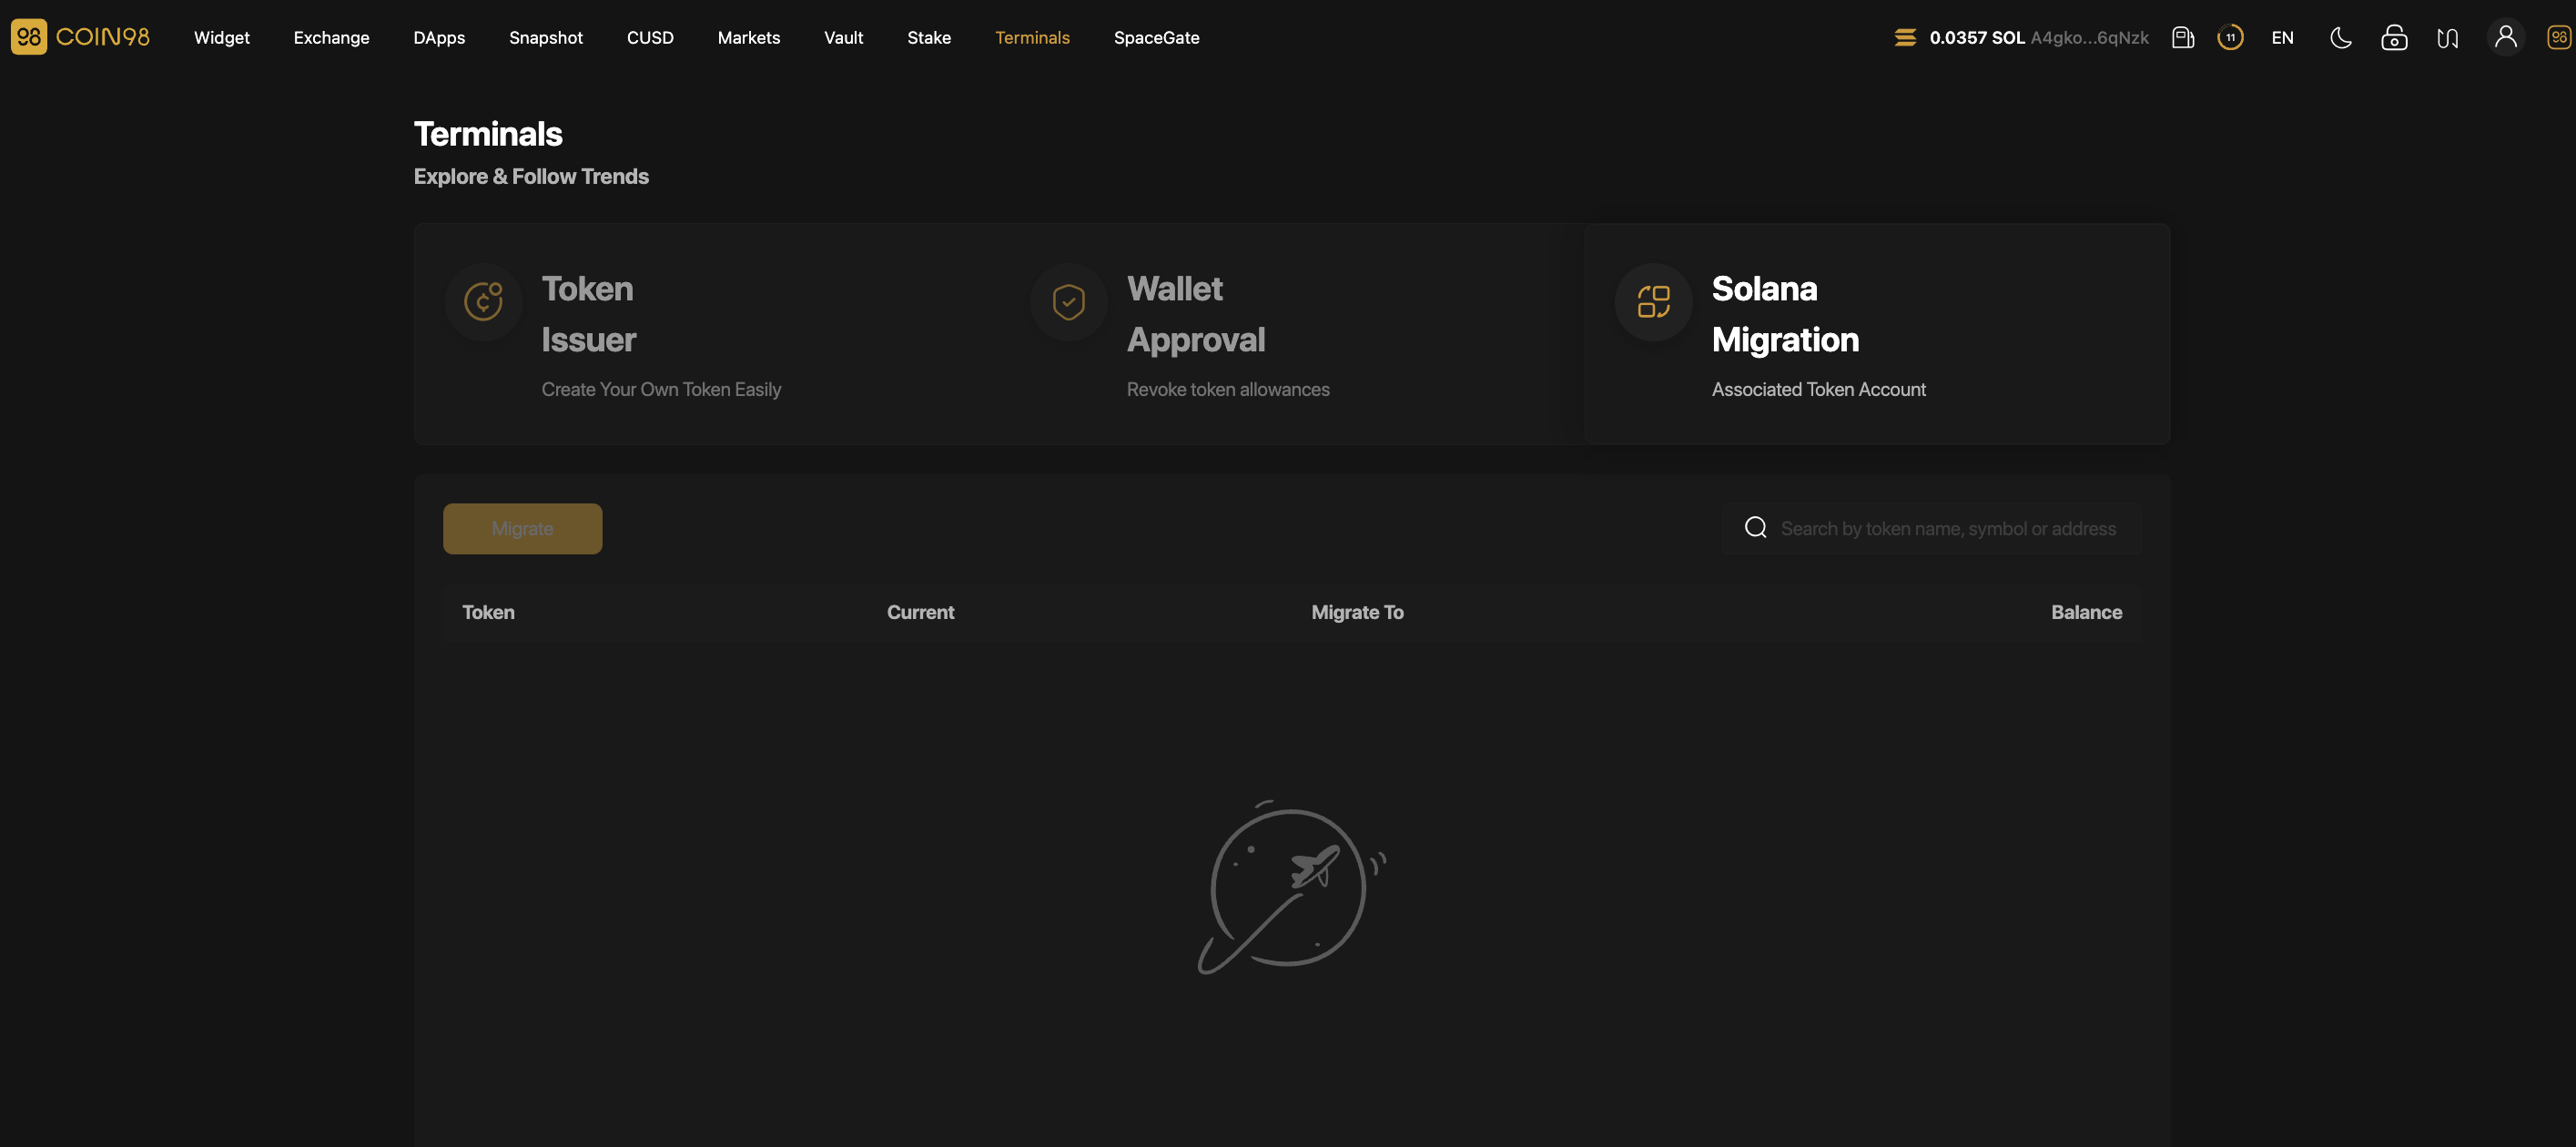 COIN98 Widget Exchange DApps Snapshot CUSD Markets Vault Stake Terminals SpaceGate 0.0357 SOL A4gko...6qNzk 11 EN
Terminals
Explore & Follow Trends
Token
Issuer
Create Your Own Token Easily
Wallet
Approval
Revoke token allowances
Solana
Migration
Associated Token Account
Migrate
Search by token name, symbol or address
Token Current Migrate To Balance